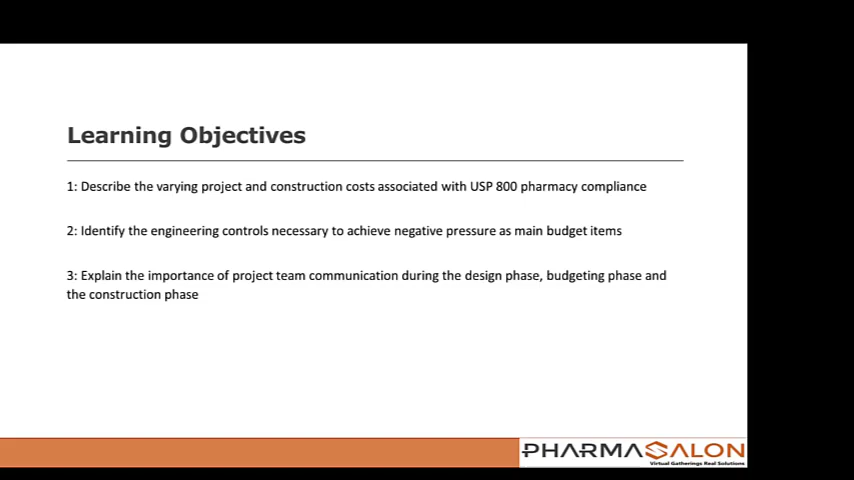 Learning Objectives
1: Describe the varying project and construction costs associated with USP 800 pharmacy compliance
2: Identify the engineering controls necessary to achieve negative pressure as main budget items
3: Explain the importance of project team communication during the design phase, budgeting phase and
the construction phase
PHARMASALON
Virtual Gatherings Real Solutions